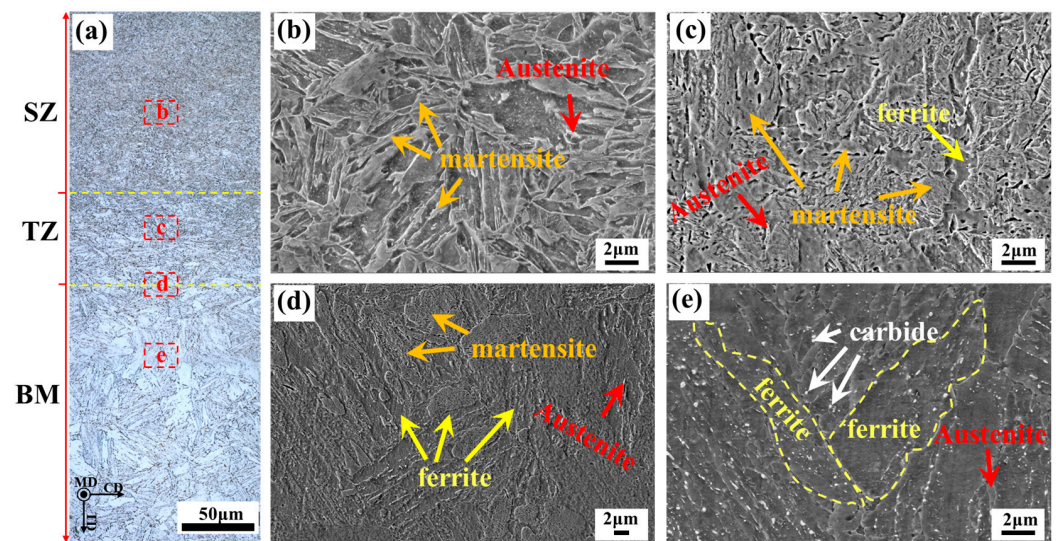 (a)
SZ
TZ
BM
b
c
d
e
MD
CD
TD
50μm
(b)
Austenite
martensite
2μm
(c)
ferrite
Austenite
martensite
2μm
(d)
martensite
ferrite
Austenite
2μm
(e)
carbide
ferrite
ferrite
Austenite
2μm